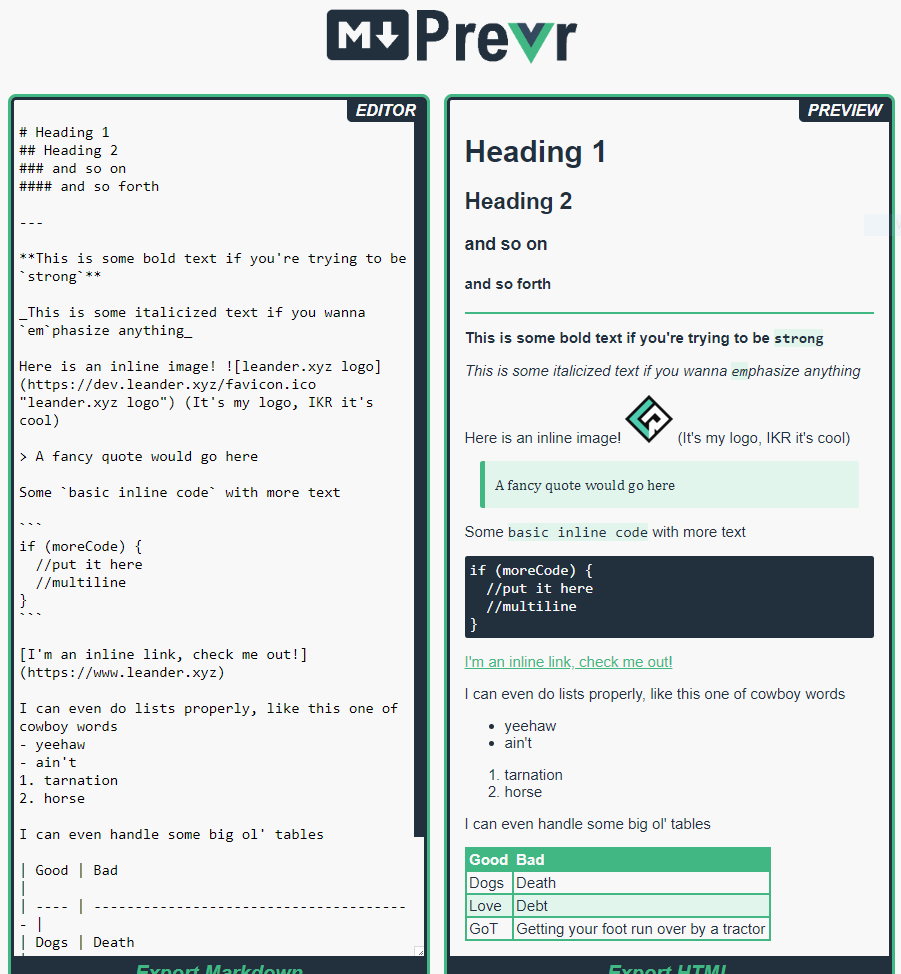 M Prevr
EDITOR
# Heading 1
## Heading 2
### and so on
#### and so forth
---
**This is some bold text if you're trying to be
`strong`**
_This is some italicized text if you wanna
`em`phasize anything_
Here is an inline image! ![leander.xyz logo]
(https://dev.leander.xyz/favicon.ico
"leander.xyz logo") (It's my logo, IKR it's
cool)
> A fancy quote would go here
Some `basic inline code` with more text
```
if (moreCode) {
  //put it here
  //multiline
}
```
[I'm an inline link, check me out!]
(https://www.leander.xyz)
I can even do lists properly, like this one of
cowboy words
- yeehaw
- ain't
1. tarnation
2. horse
I can even handle some big ol' tables
| Good | Bad
|
| ---- | --------------------------------------
- |
| Dogs | Death
Export Markdown
PREVIEW
Heading 1
Heading 2
and so on
and so forth
This is some bold text if you're trying to be strong
This is some italicized text if you wanna emphasize anything
Here is an inline image! (It's my logo, IKR it's cool)
A fancy quote would go here
Some basic inline code with more text
if (moreCode) {
  //put it here
  //multiline
}
I'm an inline link, check me out!
I can even do lists properly, like this one of cowboy words
• yeehaw
• ain't
1. tarnation
2. horse
I can even handle some big ol' tables
Good Bad
Dogs Death
Love Debt
GoT Getting your foot run over by a tractor
Export HTML